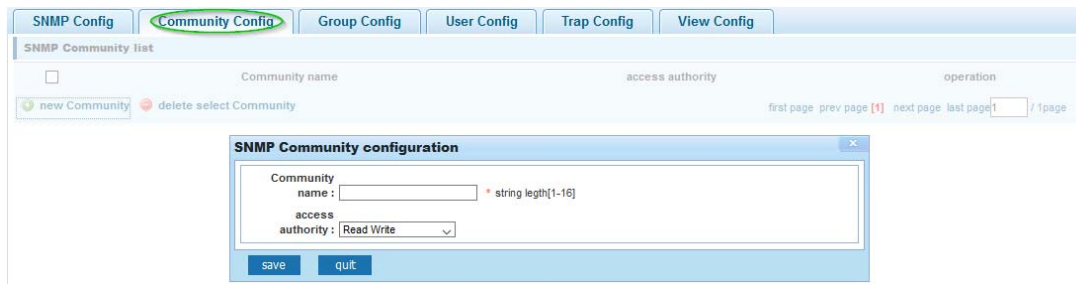 SNMP Config Community Config Group Config User Config Trap Config View Config
SNMP Community list
Community name access authority operation
new Community delete select Community first page prev page [1] next page last page 1 / 1page
SNMP Community configuration
Community
name : * string legth[1-16]
access
authority : Read Write
save quit